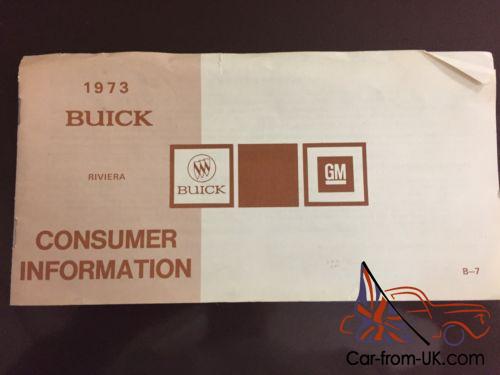 1973
BUICK
RIVIERA
BUICK
GM
CONSUMER
INFORMATION
B-7
Car-from-UK.com